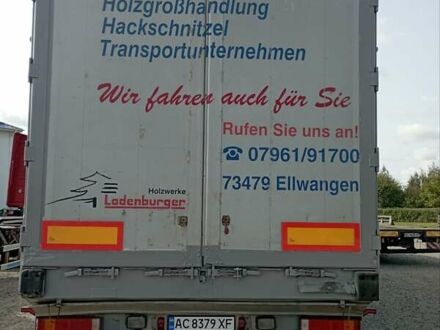 Holzgroßhandlung
Hackschnitzel
Transportunternehmen
Wir fahren auch für Sie
Rufen Sie uns an!
☎ 07961/91700
73479 Ellwangen
Holzwerke
Ladenburger
AC 8379 XF